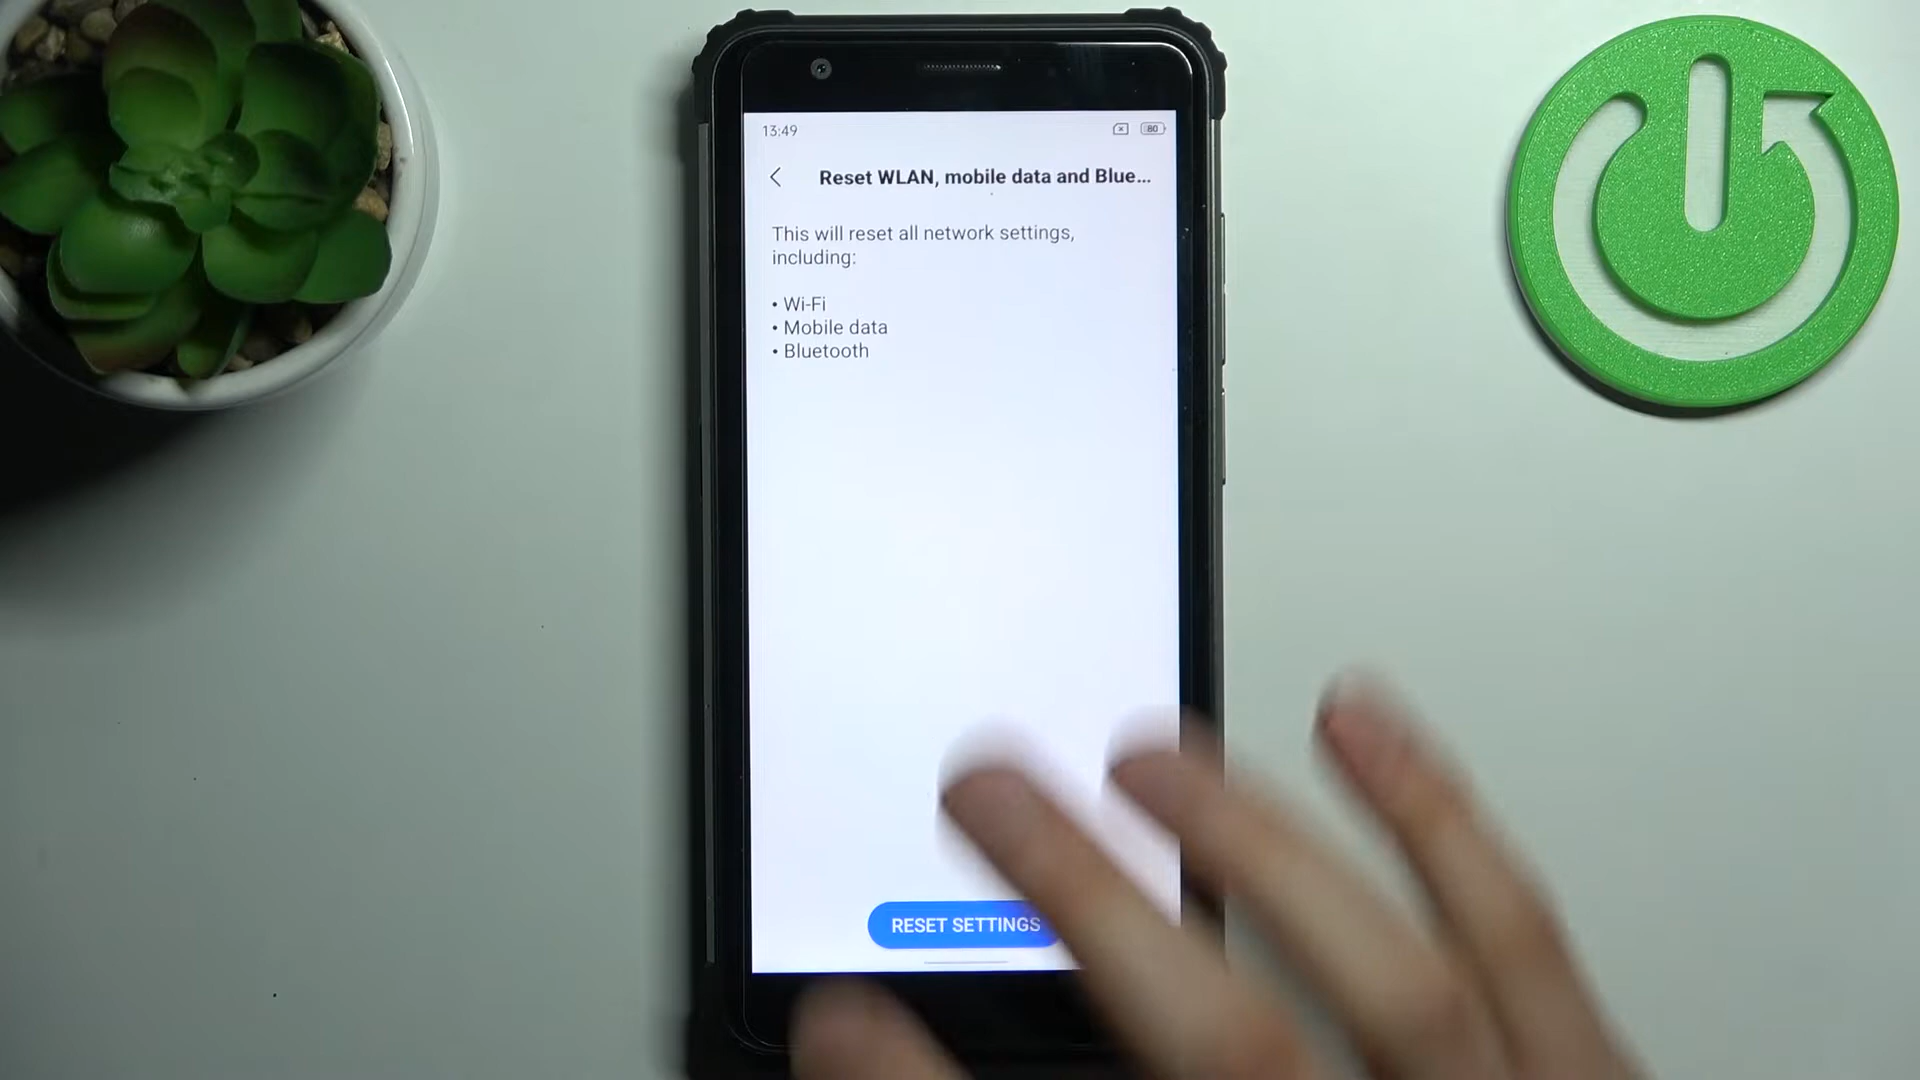 13:49
80
Reset WLAN, mobile data and Blue...
This will reset all network settings,
including:
• Wi-Fi
• Mobile data
• Bluetooth
RESET SETTINGS